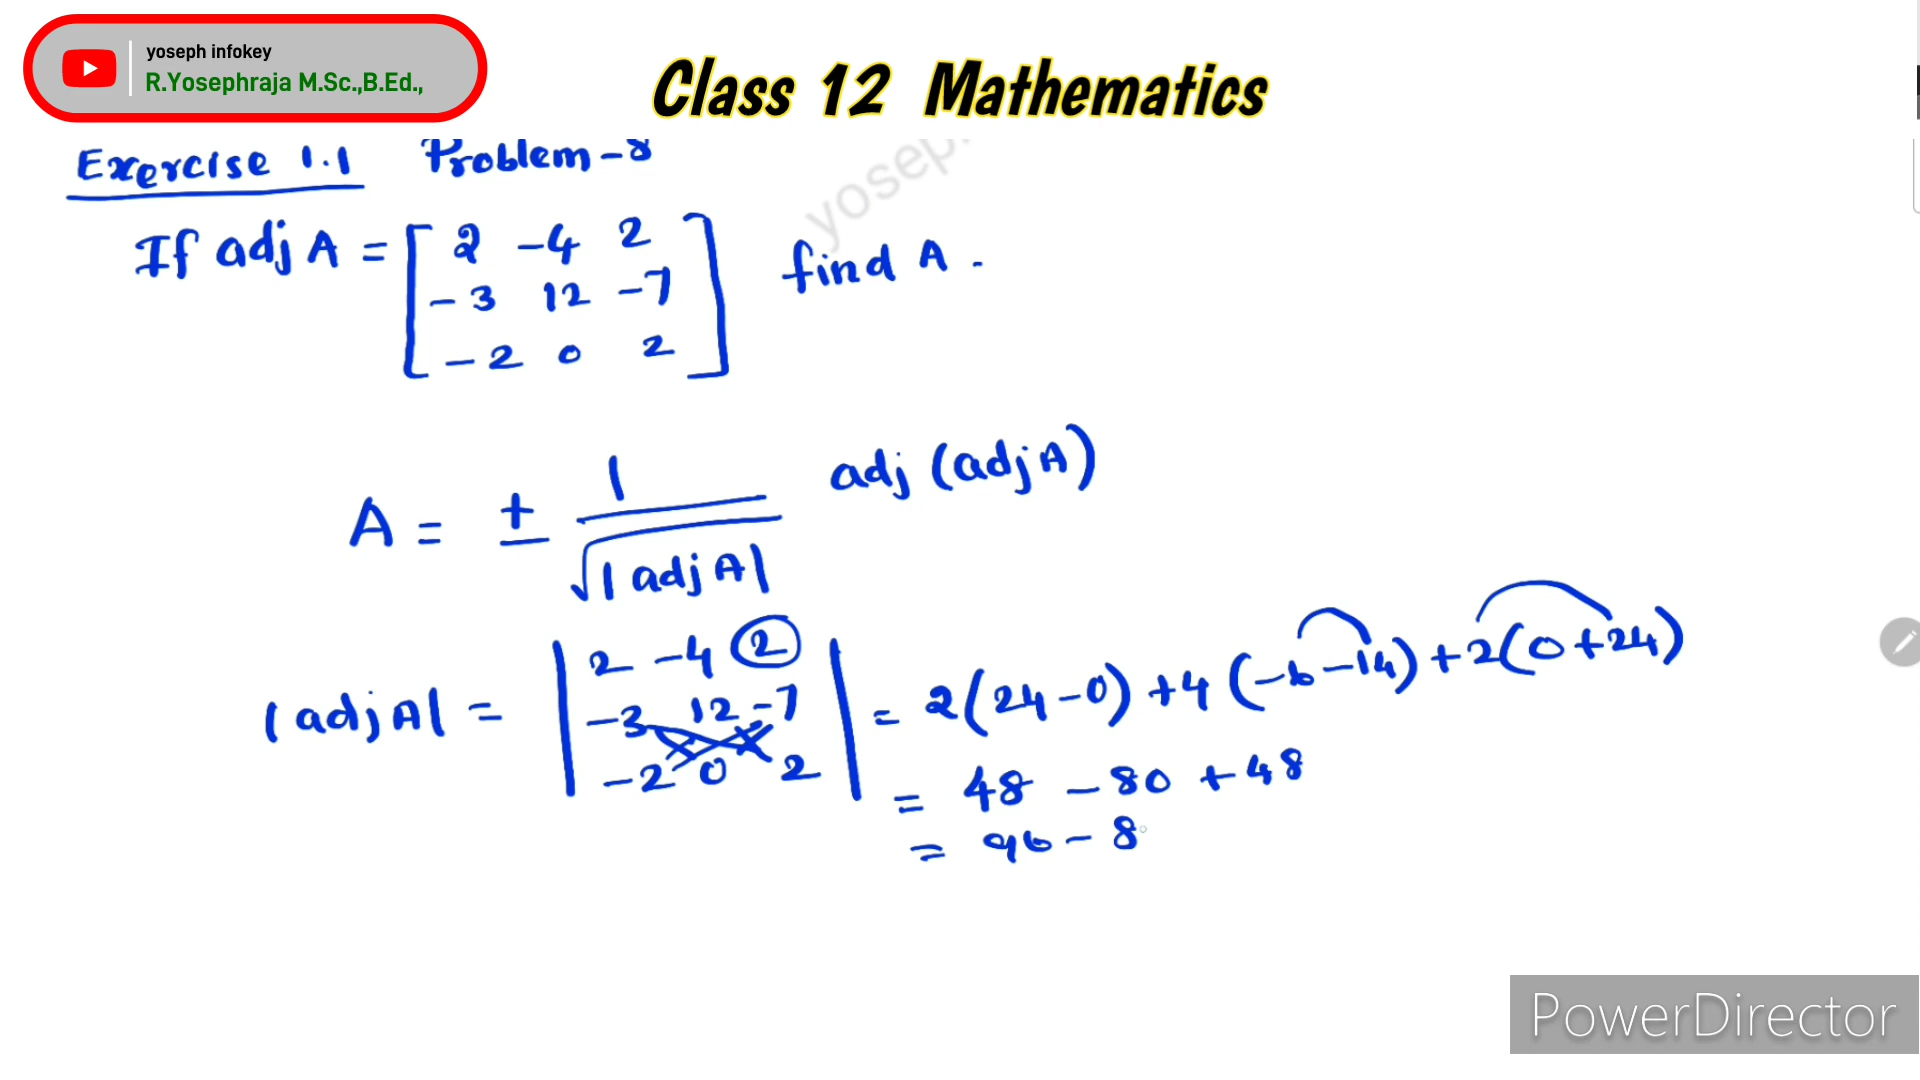 yoseph infokey
R.Yosephraja M.Sc.,B.Ed.,
Class 12 Mathematics
Exercise 1.1 Problem-8
If adj A = [ 2 -4 2
-3 12 -7
-2 0 2 ] find A.
A = ± 1/√|adj A| adj (adj A)
|adj A| = | 2 -4 2
-3 12 -7
-2 0 2 | = 2(24-0) +4(-6-14) +2(0+24)
= 48 - 80 + 48
= 96 - 8
yoseph
PowerDirector